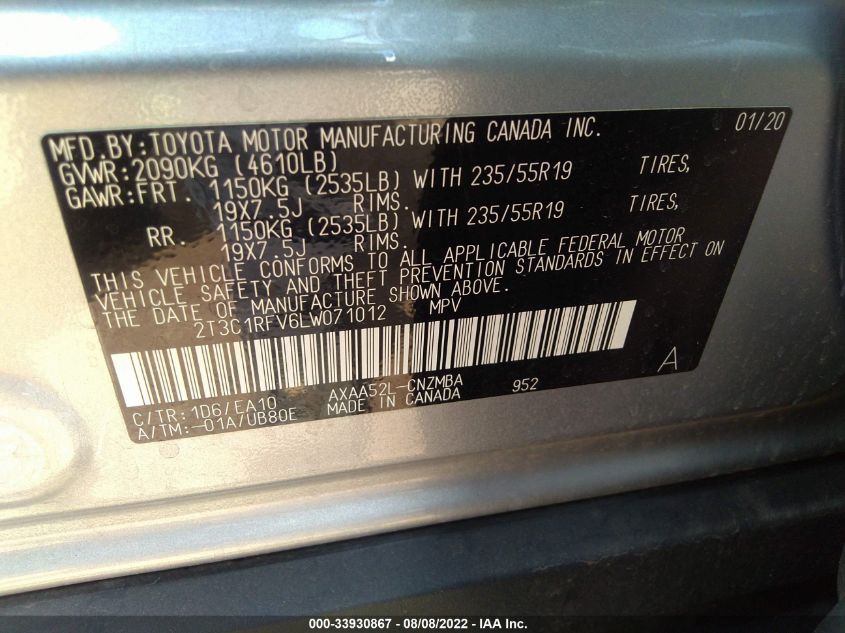 MFD. BY: TOYOTA MOTOR MANUFACTURING CANADA INC. 01/20
GVWR: 2090KG (4610LB)
GAWR: FRT. 1150KG (2535LB) WITH 235/55R19 TIRES,
19X7.5J RIMS.
RR. 1150KG (2535LB) WITH 235/55R19 TIRES,
19X7.5J RIMS.
THIS VEHICLE CONFORMS TO ALL APPLICABLE FEDERAL MOTOR
VEHICLE SAFETY AND THEFT PREVENTION STANDARDS IN EFFECT ON
THE DATE OF MANUFACTURE SHOWN ABOVE.
2T3C1RFV6LW071012 MPV
A
C/TR: 1D6/EA10 AXAA52L-CNZMBA 952
A/TM:-01A/UB80E MADE IN CANADA
000-33930867 - 08/08/2022 - IAA Inc.